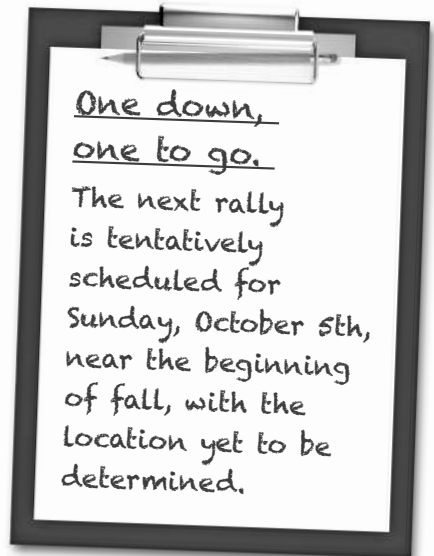 One down,
one to go.
The next rally
is tentatively
scheduled for
Sunday, October 5th,
near the beginning
of fall, with the
location yet to be
determined.